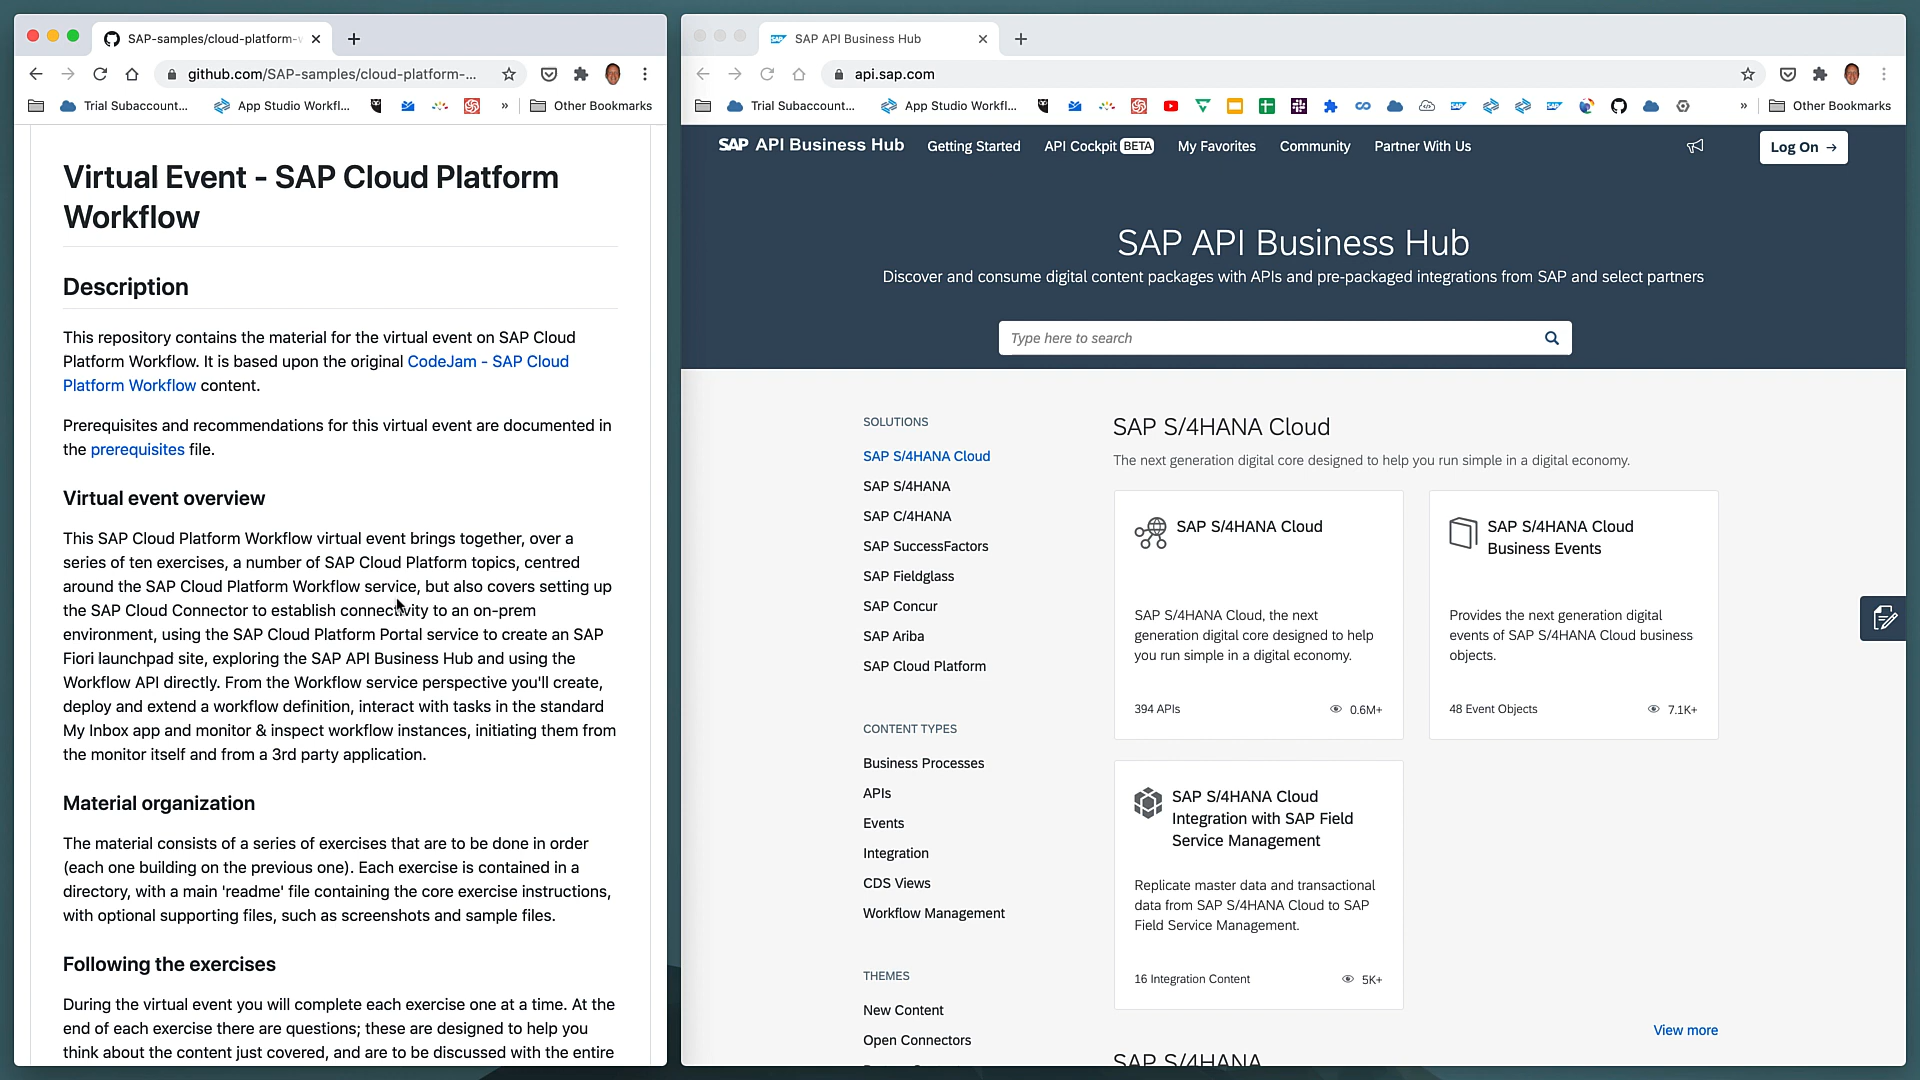 SAP-samples/cloud-platform-w
github.com/SAP-samples/cloud-platform-...
Trial Subaccount...
App Studio Workfl...
»
Other Bookmarks
Virtual Event - SAP Cloud Platform
Workflow
Description
This repository contains the material for the virtual event on SAP Cloud
Platform Workflow. It is based upon the original CodeJam - SAP Cloud
Platform Workflow content.
Prerequisites and recommendations for this virtual event are documented in
the prerequisites file.
Virtual event overview
This SAP Cloud Platform Workflow virtual event brings together, over a
series of ten exercises, a number of SAP Cloud Platform topics, centred
around the SAP Cloud Platform Workflow service, but also covers setting up
the SAP Cloud Connector to establish connectivity to an on-prem
environment, using the SAP Cloud Platform Portal service to create an SAP
Fiori launchpad site, exploring the SAP API Business Hub and using the
Workflow API directly. From the Workflow service perspective you'll create,
deploy and extend a workflow definition, interact with tasks in the standard
My Inbox app and monitor & inspect workflow instances, initiating them from
the monitor itself and from a 3rd party application.
Material organization
The material consists of a series of exercises that are to be done in order
(each one building on the previous one). Each exercise is contained in a
directory, with a main 'readme' file containing the core exercise instructions,
with optional supporting files, such as screenshots and sample files.
Following the exercises
During the virtual event you will complete each exercise one at a time. At the
end of each exercise there are questions; these are designed to help you
think about the content just covered, and are to be discussed with the entire
SAP API Business Hub
api.sap.com
Trial Subaccount...
App Studio Workfl...
»
Other Bookmarks
SAP API Business Hub
Getting Started
API Cockpit BETA
My Favorites
Community
Partner With Us
Log On →
SAP API Business Hub
Discover and consume digital content packages with APIs and pre-packaged integrations from SAP and select partners
Type here to search
SOLUTIONS
SAP S/4HANA Cloud
SAP S/4HANA
SAP C/4HANA
SAP SuccessFactors
SAP Fieldglass
SAP Concur
SAP Ariba
SAP Cloud Platform
CONTENT TYPES
Business Processes
APIs
Events
Integration
CDS Views
Workflow Management
THEMES
New Content
Open Connectors
SAP S/4HANA Cloud
The next generation digital core designed to help you run simple in a digital economy.
SAP S/4HANA Cloud
SAP S/4HANA Cloud, the next
generation digital core designed to help
you run simple in a digital economy.
394 APIs
0.6M+
SAP S/4HANA Cloud
Business Events
Provides the next generation digital
events of SAP S/4HANA Cloud business
objects.
48 Event Objects
7.1K+
SAP S/4HANA Cloud
Integration with SAP Field
Service Management
Replicate master data and transactional
data from SAP S/4HANA Cloud to SAP
Field Service Management.
16 Integration Content
5K+
View more
SAP S/4HANA